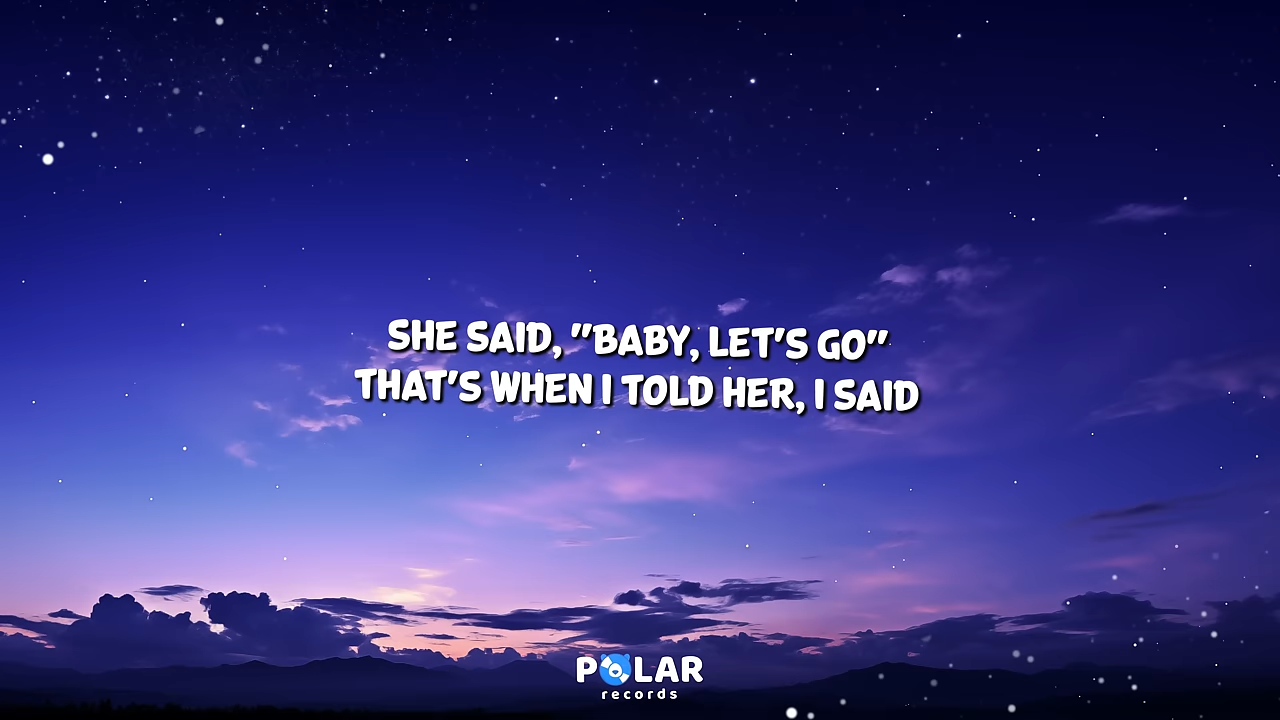 SHE SAID, "BABY, LET'S GO"
THAT'S WHEN I TOLD HER, I SAID
POLAR
records